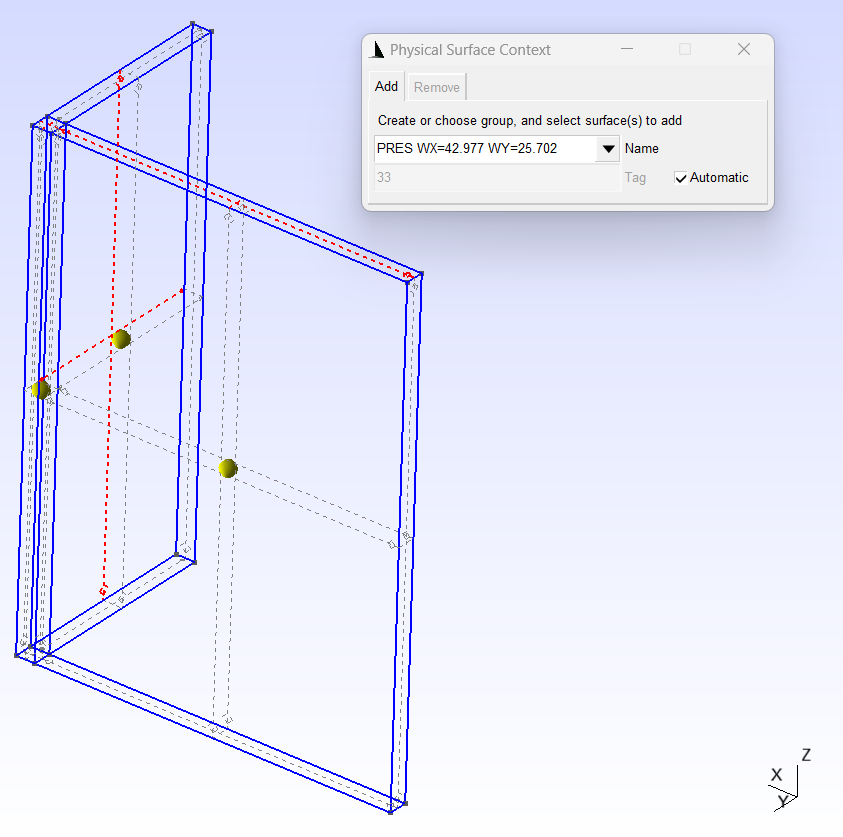 Physical Surface Context
Add
Remove
Create or choose group, and select surface(s) to add
PRES WX=42.977 WY=25.702
Name
33
Tag
Automatic
Z
X
Y